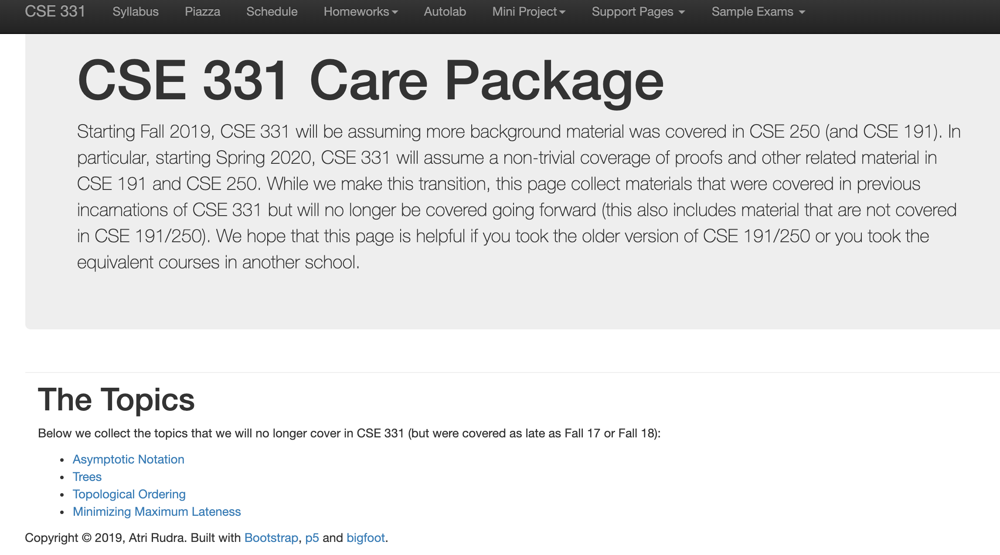 CSE 331 Syllabus Piazza Schedule Homeworks Autolab Mini Project Support Pages Sample Exams
CSE 331 Care Package
Starting Fall 2019, CSE 331 will be assuming more background material was covered in CSE 250 (and CSE 191). In
particular, starting Spring 2020, CSE 331 will assume a non-trivial coverage of proofs and other related material in
CSE 191 and CSE 250. While we make this transition, this page collect materials that were covered in previous
incarnations of CSE 331 but will no longer be covered going forward (this also includes material that are not covered
in CSE 191/250). We hope that this page is helpful if you took the older version of CSE 191/250 or you took the
equivalent courses in another school.
The Topics
Below we collect the topics that we will no longer cover in CSE 331 (but were covered as late as Fall 17 or Fall 18):
• Asymptotic Notation
• Trees
• Topological Ordering
• Minimizing Maximum Lateness
Copyright © 2019, Atri Rudra. Built with Bootstrap, p5 and bigfoot.